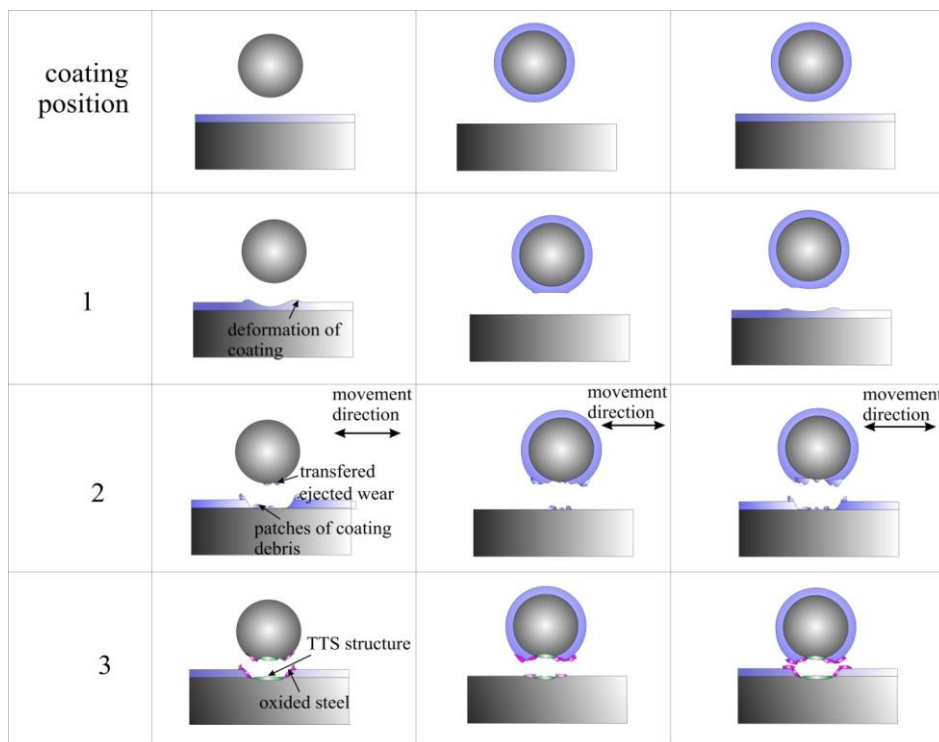 coating
position
1
deformation of
coating
2
movement
direction
transfered
ejected wear
patches of coating
debris
movement
direction
movement
direction
3
TTS structure
oxided steel